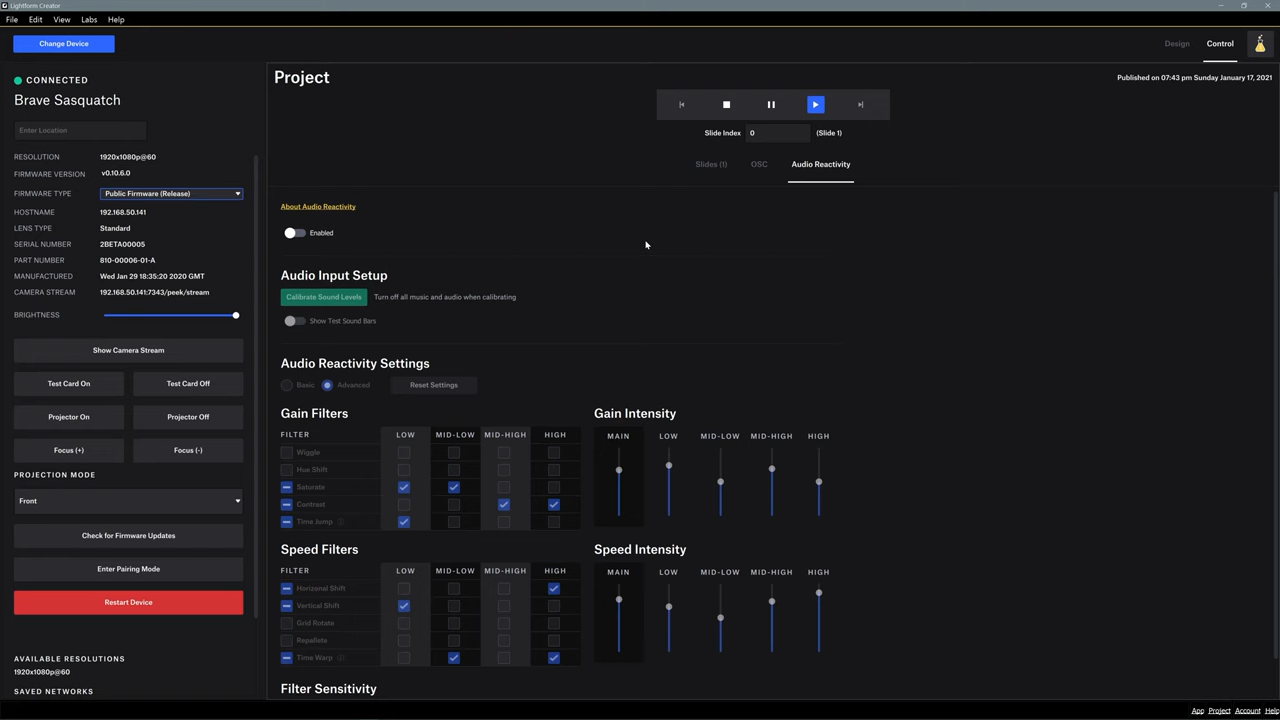 Lightform Creator
File Edit View Labs Help
Change Device
Design Control
CONNECTED
Brave Sasquatch
Enter Location
RESOLUTION 1920x1080p@60
FIRMWARE VERSION v0.10.6.0
FIRMWARE TYPE Public Firmware (Release)
HOSTNAME 192.168.50.141
LENS TYPE Standard
SERIAL NUMBER 2BETA00005
PART NUMBER 810-00006-01-A
MANUFACTURED Wed Jan 29 18:35:20 2020 GMT
CAMERA STREAM 192.168.50.141:7343/peek/stream
BRIGHTNESS
Show Camera Stream
Test Card On Test Card Off
Projector On Projector Off
Focus (+) Focus (-)
PROJECTION MODE
Front
Check for Firmware Updates
Enter Pairing Mode
Restart Device
AVAILABLE RESOLUTIONS
1920x1080p@60
SAVED NETWORKS
Project
Published on 07:43 pm Sunday January 17, 2021
Slide Index 0 (Slide 1)
Slides (1) OSC Audio Reactivity
About Audio Reactivity
Enabled
Audio Input Setup
Calibrate Sound Levels Turn off all music and audio when calibrating
Show Test Sound Bars
Audio Reactivity Settings
Basic Advanced Reset Settings
Gain Filters
FILTER LOW MID-LOW MID-HIGH HIGH
Wiggle
Hue Shift
Saturate
Contrast
Time Jump
Gain Intensity
MAIN LOW MID-LOW MID-HIGH HIGH
Speed Filters
FILTER LOW MID-LOW MID-HIGH HIGH
Horizonal Shift
Vertical Shift
Grid Rotate
Repallete
Time Warp
Speed Intensity
MAIN LOW MID-LOW MID-HIGH HIGH
Filter Sensitivity
App Project Account Help